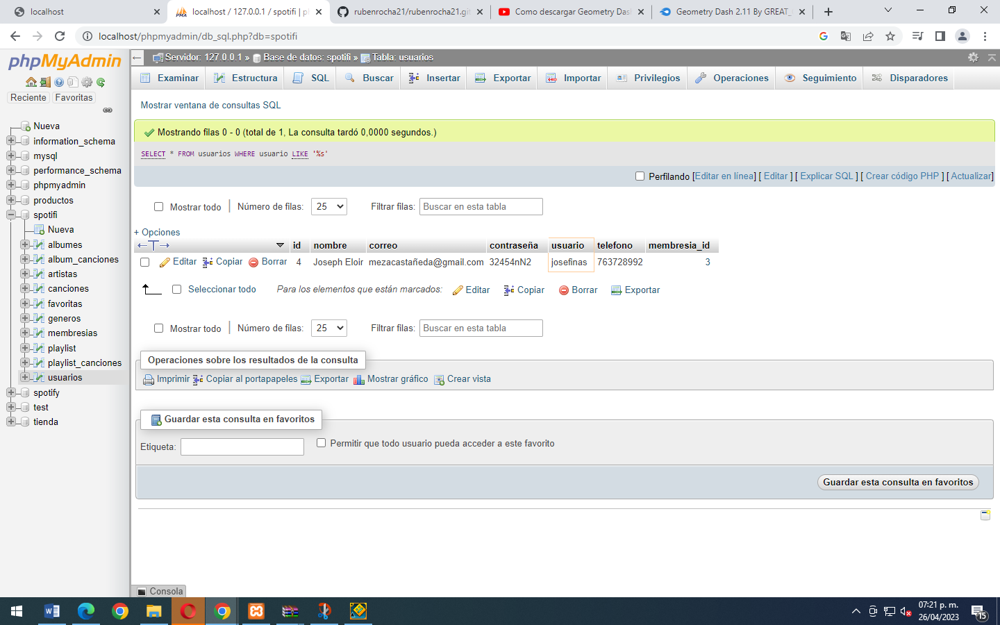 localhost
localhost / 127.0.0.1 / spotifi | p
rubenrocha21/rubenrocha21.git
Como descargar Geometry Das
Geometry Dash 2.11 By GREAT_
localhost/phpmyadmin/db_sql.php?db=spotifi
phpMyAdmin
Reciente
Favoritas
Nueva
information_schema
mysql
performance_schema
phpmyadmin
productos
spotifi
Nueva
albumes
album_canciones
artistas
canciones
favoritas
generos
membresias
playlist
playlist_canciones
usuarios
spotify
test
tienda
Servidor: 127.0.0.1 » Base de datos: spotifi » Tabla: usuarios
Examinar Estructura SQL Buscar Insertar Exportar Importar Privilegios Operaciones Seguimiento Disparadores
Mostrar ventana de consultas SQL
Mostrando filas 0 - 0 (total de 1, La consulta tardó 0,0000 segundos.)
SELECT * FROM usuarios WHERE usuario LIKE '%s'
Perfilando [Editar en línea] [ Editar ] [ Explicar SQL ] [ Crear código PHP ] [ Actualizar]
Mostrar todo Número de filas: 25 Filtrar filas: Buscar en esta tabla
+ Opciones
id nombre correo contraseña usuario telefono membresia_id
Editar Copiar Borrar 4 Joseph Eloir mezacastañeda@gmail.com 32454nN2 josefinas 763728992 3
Seleccionar todo Para los elementos que están marcados: Editar Copiar Borrar Exportar
Mostrar todo Número de filas: 25 Filtrar filas: Buscar en esta tabla
Operaciones sobre los resultados de la consulta
Imprimir Copiar al portapapeles Exportar Mostrar gráfico Crear vista
Guardar esta consulta en favoritos
Etiqueta: Permitir que todo usuario pueda acceder a este favorito
Guardar esta consulta en favoritos
Consola
07:21 p. m.
26/04/2023
15